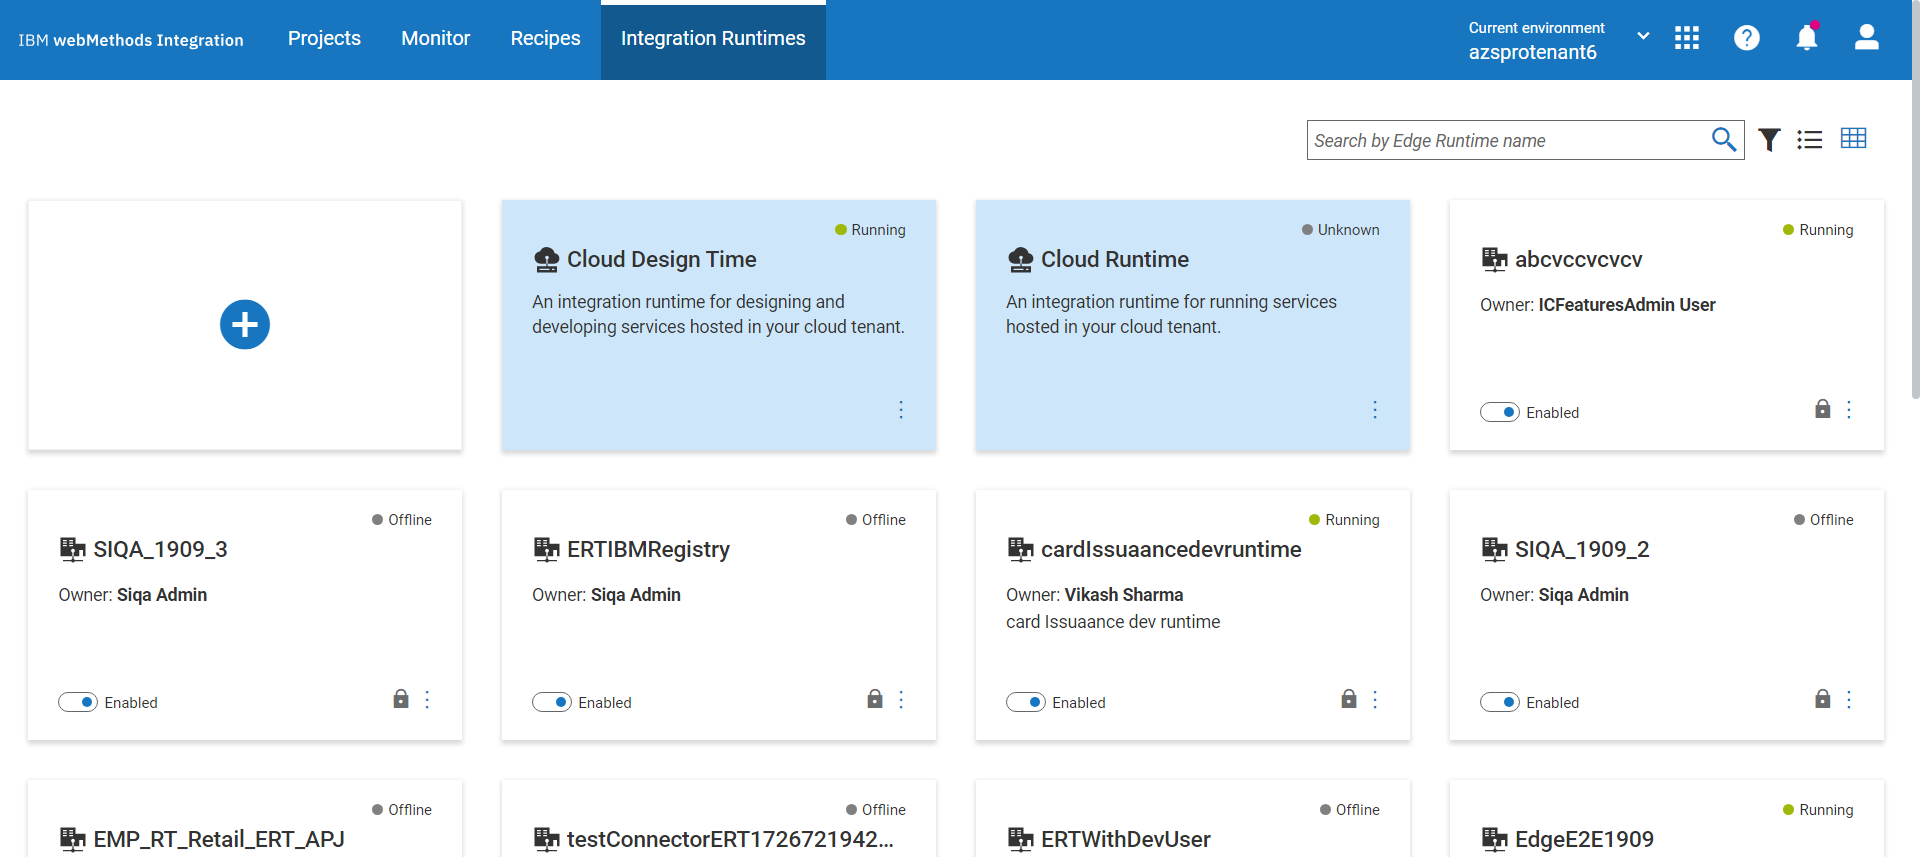 IBM webMethods Integration
Projects
Monitor
Recipes
Integration Runtimes
Current environment
azsprotenant6
Search by Edge Runtime name
Running
Cloud Design Time
An integration runtime for designing and
developing services hosted in your cloud tenant.
Unknown
Cloud Runtime
An integration runtime for running services
hosted in your cloud tenant.
Running
abcvccvcvcv
Owner: ICFeaturesAdmin User
Enabled
Offline
SIQA_1909_3
Owner: Siqa Admin
Enabled
Offline
ERTIBMRegistry
Owner: Siqa Admin
Enabled
Running
cardIssuaancedevruntime
Owner: Vikash Sharma
card Issuaance dev runtime
Enabled
Offline
SIQA_1909_2
Owner: Siqa Admin
Enabled
Offline
EMP_RT_Retail_ERT_APJ
Offline
testConnectorERT1726721942...
Offline
ERTWithDevUser
Running
EdgeE2E1909